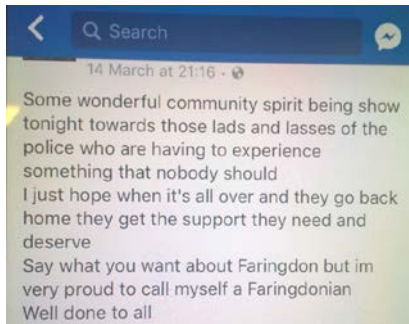 Search
14 March at 21:16 ·
Some wonderful community spirit being show
tonight towards those lads and lasses of the
police who are having to experience
something that nobody should
I just hope when it's all over and they go back
home they get the support they need and
deserve
Say what you want about Faringdon but im
very proud to call myself a Faringdonian
Well done to all